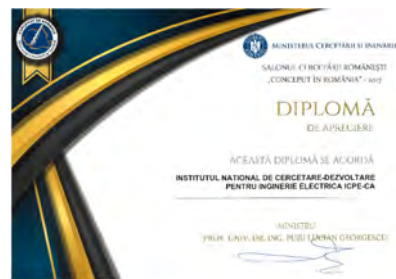 MINISTERUL CERCETĂRII ȘI INOVĂRII
SALONUL CERCETĂRII ROMÂNEȘTI
„CONCEPUT ÎN ROMÂNIA" - 2017
DIPLOMĂ
DE APRECIERE
ACEASTĂ DIPLOMĂ SE ACORDĂ
INSTITUTUL NATIONAL DE CERCETARE-DEZVOLTARE
PENTRU INGINERIE ELECTRICA ICPE-CA
MINISTRU
PROF. UNIV. DR. ING. PUIU LUCIAN GEORGESCU